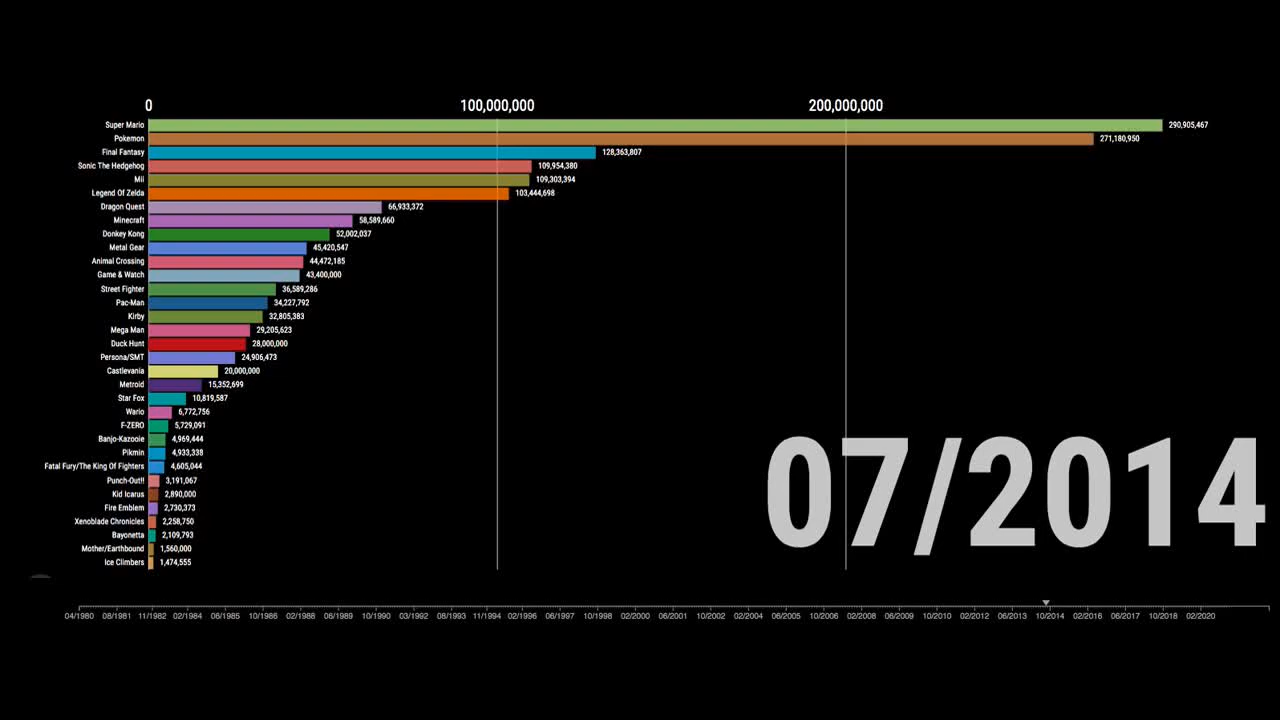 0 100,000,000 200,000,000
Super Mario 290,905,467
Pokemon 271,180,950
Final Fantasy 128,363,807
Sonic The Hedgehog 109,954,380
Mii 109,303,394
Legend Of Zelda 103,444,698
Dragon Quest 66,933,372
Minecraft 58,589,660
Donkey Kong 52,002,037
Metal Gear 45,420,547
Animal Crossing 44,472,185
Game & Watch 43,400,000
Street Fighter 36,589,286
Pac-Man 34,227,792
Kirby 32,805,383
Mega Man 29,205,623
Duck Hunt 28,000,000
Persona/SMT 24,906,473
Castlevania 20,000,000
Metroid 15,352,699
Star Fox 10,819,587
Wario 6,772,756
F-ZERO 5,729,091
Banjo-Kazooie 4,969,444
Pikmin 4,933,338
Fatal Fury/The King Of Fighters 4,605,044
Punch-Out!! 3,191,067
Kid Icarus 2,890,000
Fire Emblem 2,730,373
Xenoblade Chronicles 2,258,750
Bayonetta 2,109,793
Mother/Earthbound 1,560,000
Ice Climbers 1,474,555
07/2014
04/1980 08/1981 11/1982 02/1984 06/1985 10/1986 02/1988 06/1989 10/1990 03/1992 08/1993 11/1994 02/1996 06/1997 10/1998 02/2000 06/2001 10/2002 02/2004 06/2005 10/2006 02/2008 06/2009 10/2010 02/2012 06/2013 10/2014 02/2016 06/2017 10/2018 02/2020